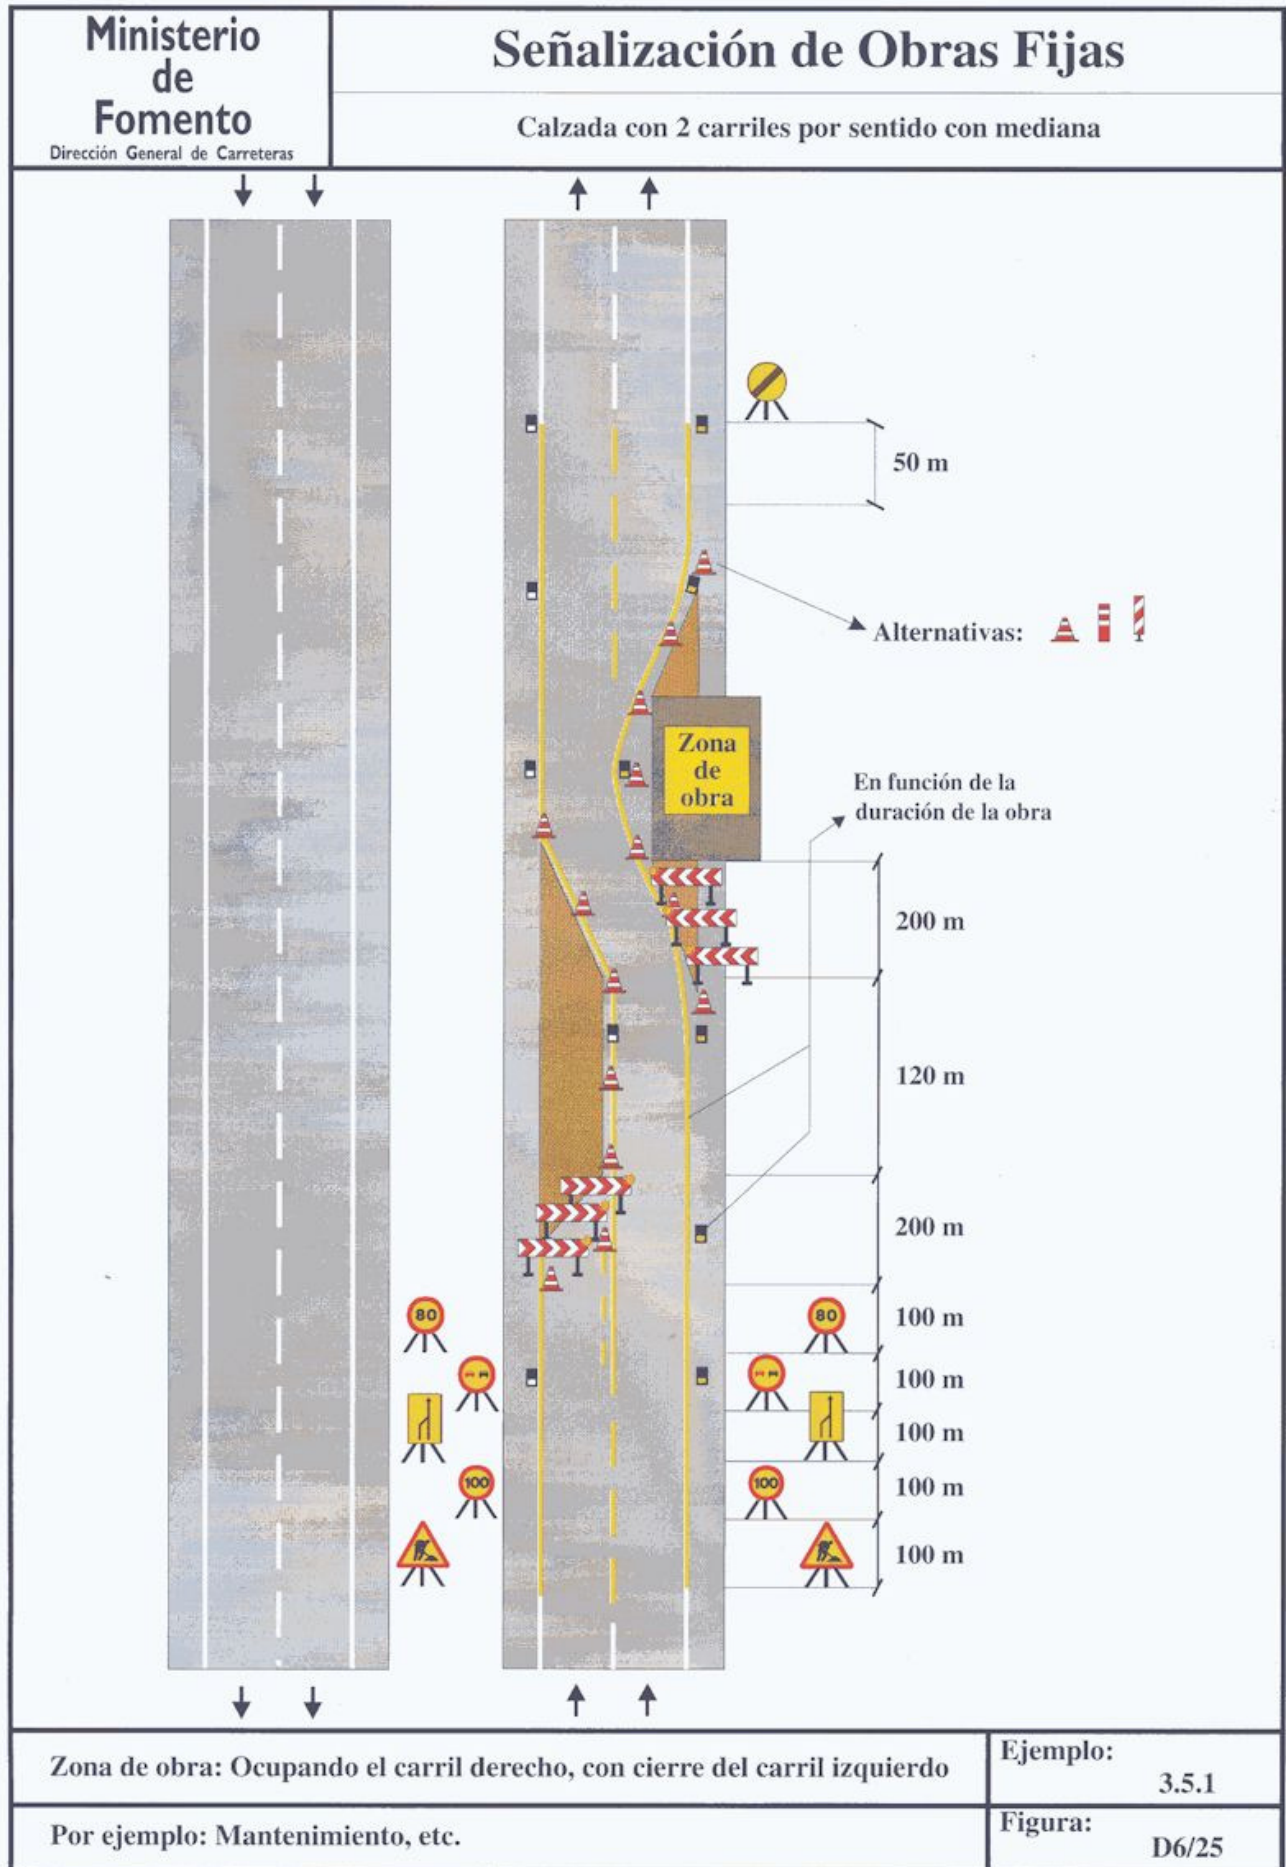 Ministerio
de
Fomento
Dirección General de Carreteras
Señalización de Obras Fijas
Calzada con 2 carriles por sentido con mediana
50 m
Alternativas:
Zona
de
obra
En función de la
duración de la obra
200 m
120 m
200 m
80
80
100 m
100 m
100 m
100
100
100 m
100 m
Zona de obra: Ocupando el carril derecho, con cierre del carril izquierdo
Ejemplo:
3.5.1
Por ejemplo: Mantenimiento, etc.
Figura:
D6/25